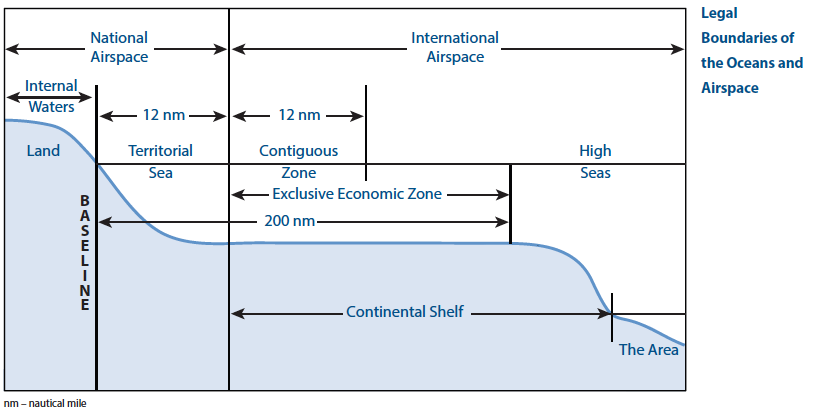 Legal
Boundaries of
the Oceans and
Airspace
National
Airspace
International
Airspace
Internal
Waters
12 nm
12 nm
Land
Territorial
Sea
Contiguous
Zone
High
Seas
Exclusive Economic Zone
200 nm
BASELINE
Continental Shelf
The Area
nm – nautical mile